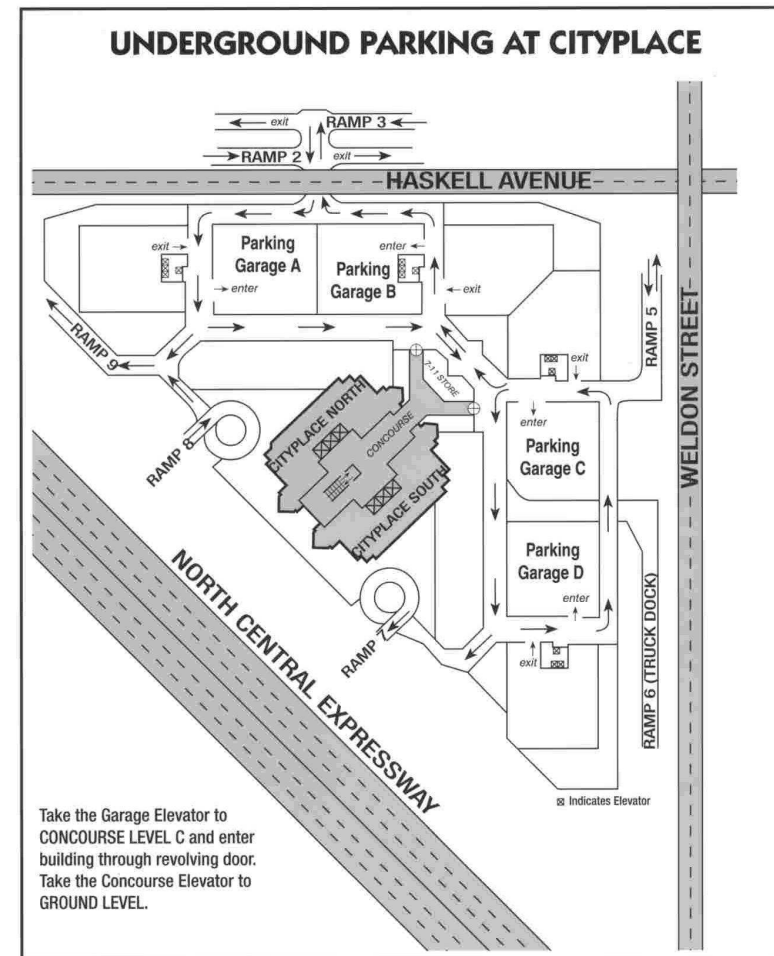 UNDERGROUND PARKING AT CITYPLACE
exit
RAMP 3
RAMP 2
exit
HASKELL AVENUE
exit
Parking
Garage A
enter
Parking
Garage B
enter
exit
RAMP 9
RAMP 8
7-11 STORE
CITYPLACE NORTH
CONCOURSE
CITYPLACE SOUTH
exit
enter
Parking
Garage C
RAMP 5
WELDON STREET
Parking
Garage D
enter
exit
RAMP
RAMP 6 (TRUCK DOCK)
NORTH CENTRAL EXPRESSWAY
Indicates Elevator
Take the Garage Elevator to
CONCOURSE LEVEL C and enter
building through revolving door.
Take the Concourse Elevator to
GROUND LEVEL.